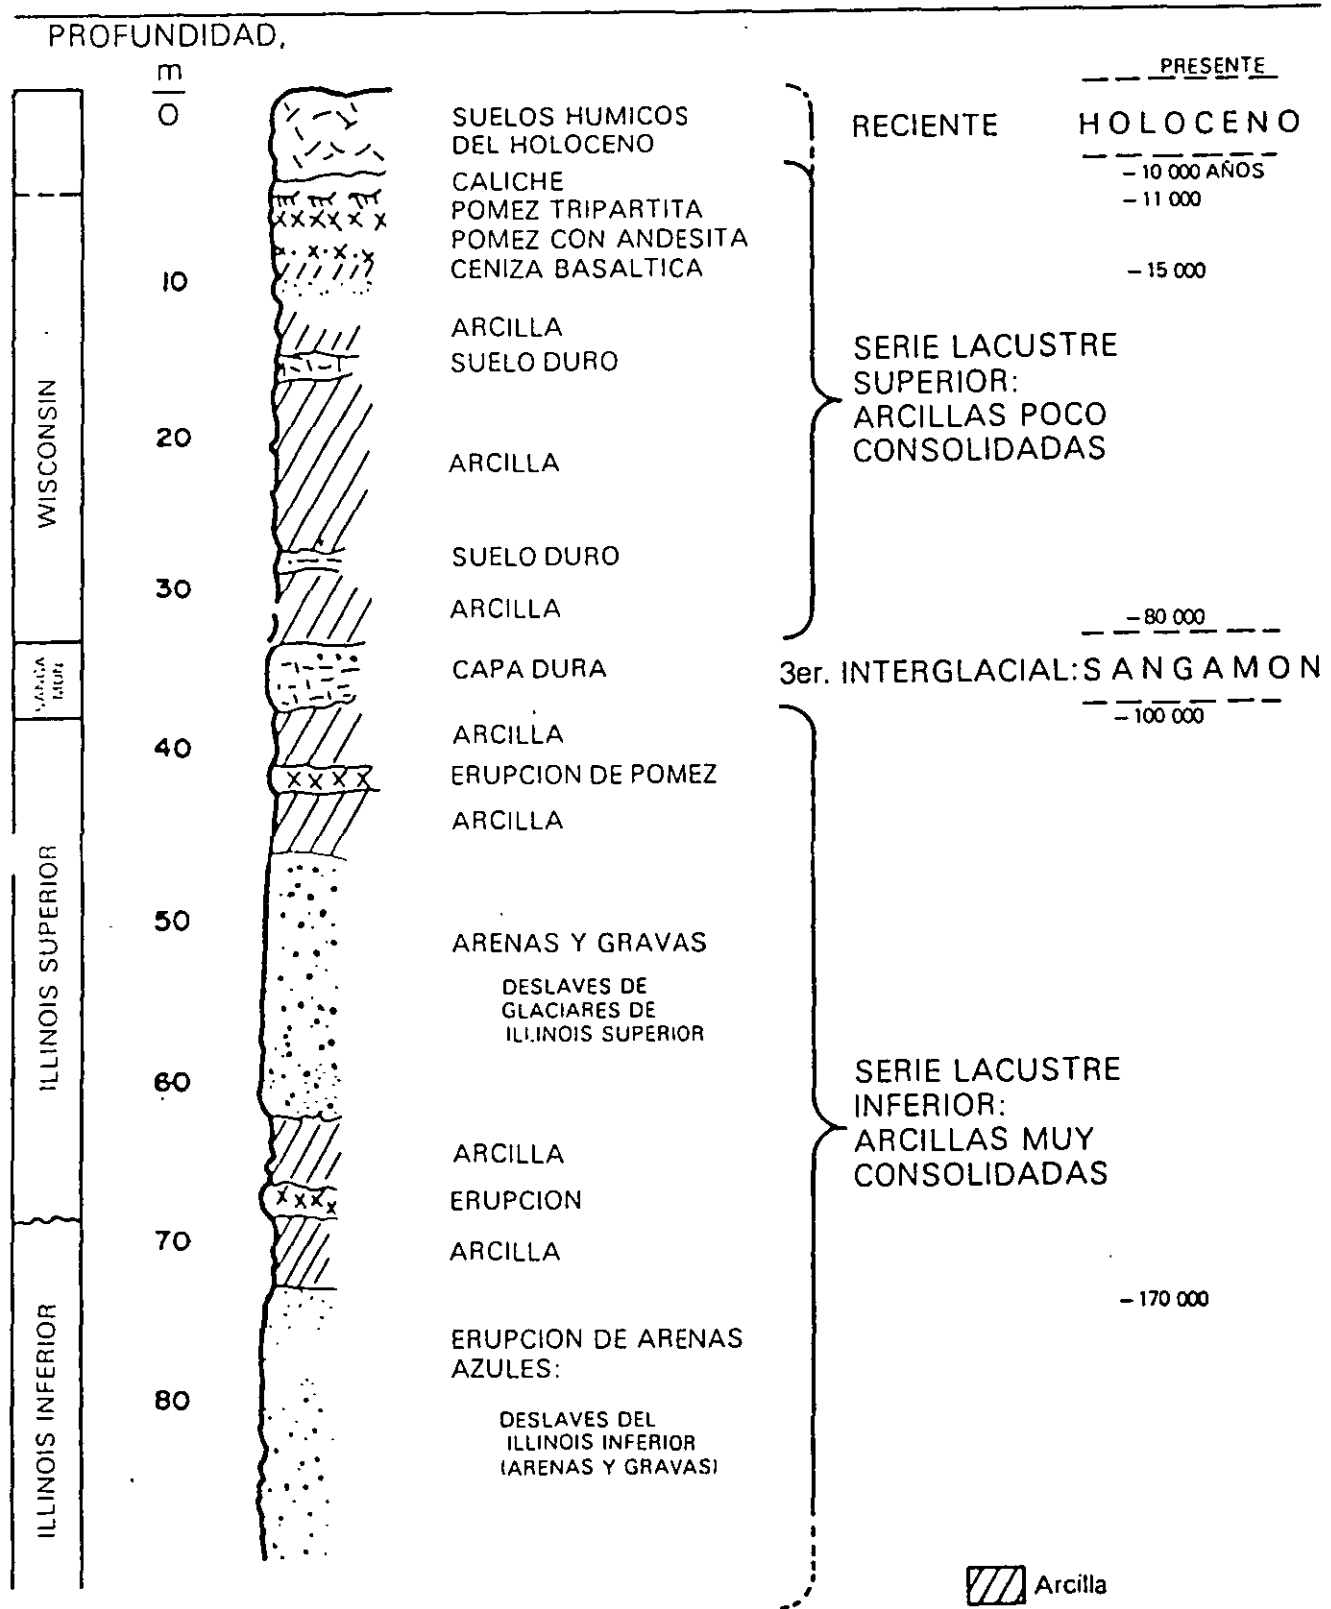 PROFUNDIDAD,
m
0
10
20
30
40
50
60
70
80
WISCONSIN
SANGA
MON
ILLINOIS SUPERIOR
ILLINOIS INFERIOR
SUELOS HUMICOS
DEL HOLOCENO
CALICHE
POMEZ TRIPARTITA
POMEZ CON ANDESITA
CENIZA BASALTICA
ARCILLA
SUELO DURO
ARCILLA
SUELO DURO
ARCILLA
CAPA DURA
ARCILLA
ERUPCION DE POMEZ
ARCILLA
ARENAS Y GRAVAS
DESLAVES DE
GLACIARES DE
ILLINOIS SUPERIOR
ARCILLA
ERUPCION
ARCILLA
ERUPCION DE ARENAS
AZULES:
DESLAVES DEL
ILLINOIS INFERIOR
(ARENAS Y GRAVAS)
RECIENTE
SERIE LACUSTRE
SUPERIOR:
ARCILLAS POCO
CONSOLIDADAS
3er. INTERGLACIAL: SANGAMON
SERIE LACUSTRE
INFERIOR:
ARCILLAS MUY
CONSOLIDADAS
PRESENTE
HOLOCENO
– 10 000 AÑOS
– 11 000
– 15 000
– 80 000
– 100 000
– 170 000
Arcilla